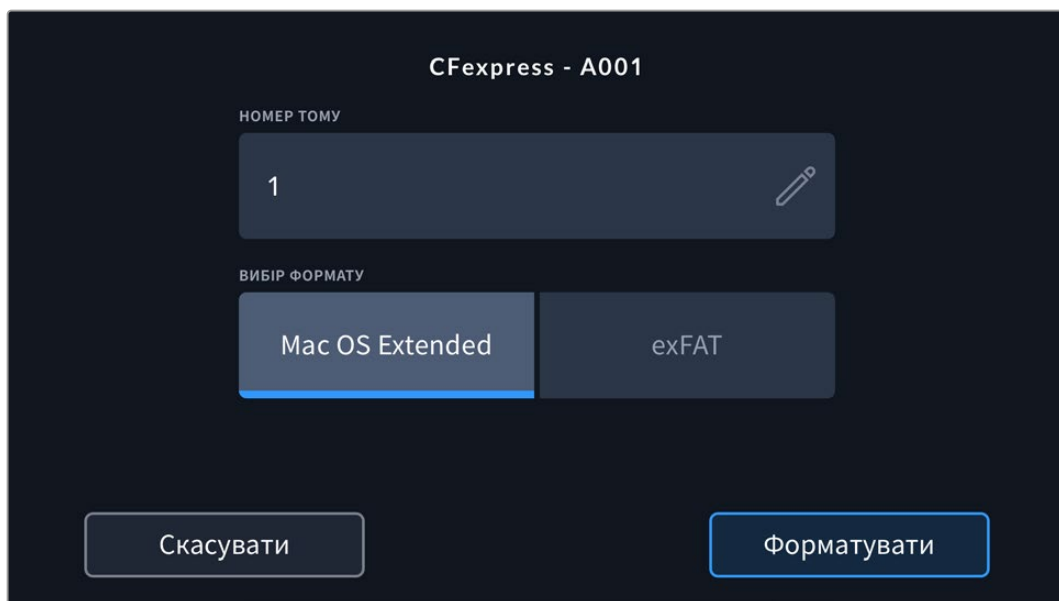 CFexpress - A001
НОМЕР ТОМУ
1
ВИБІР ФОРМАТУ
Mac OS Extended exFAT
Скасувати Форматувати